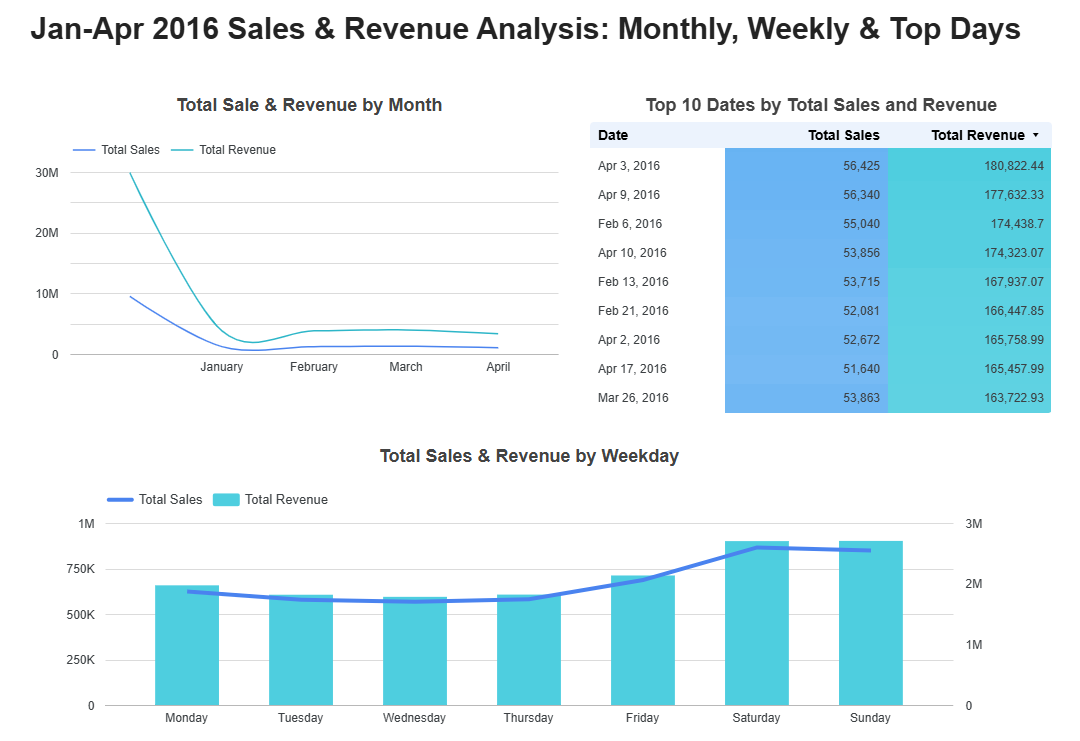 Jan-Apr 2016 Sales & Revenue Analysis: Monthly, Weekly & Top Days
Total Sale & Revenue by Month
Total Sales Total Revenue
30M
20M
10M
0
January February March April
Top 10 Dates by Total Sales and Revenue
Date Total Sales Total Revenue
Apr 3, 2016 56,425 180,822.44
Apr 9, 2016 56,340 177,632.33
Feb 6, 2016 55,040 174,438.7
Apr 10, 2016 53,856 174,323.07
Feb 13, 2016 53,715 167,937.07
Feb 21, 2016 52,081 166,447.85
Apr 2, 2016 52,672 165,758.99
Apr 17, 2016 51,640 165,457.99
Mar 26, 2016 53,863 163,722.93
Total Sales & Revenue by Weekday
Total Sales Total Revenue
1M 3M
750K
2M
500K
1M
250K
0 0
Monday Tuesday Wednesday Thursday Friday Saturday Sunday